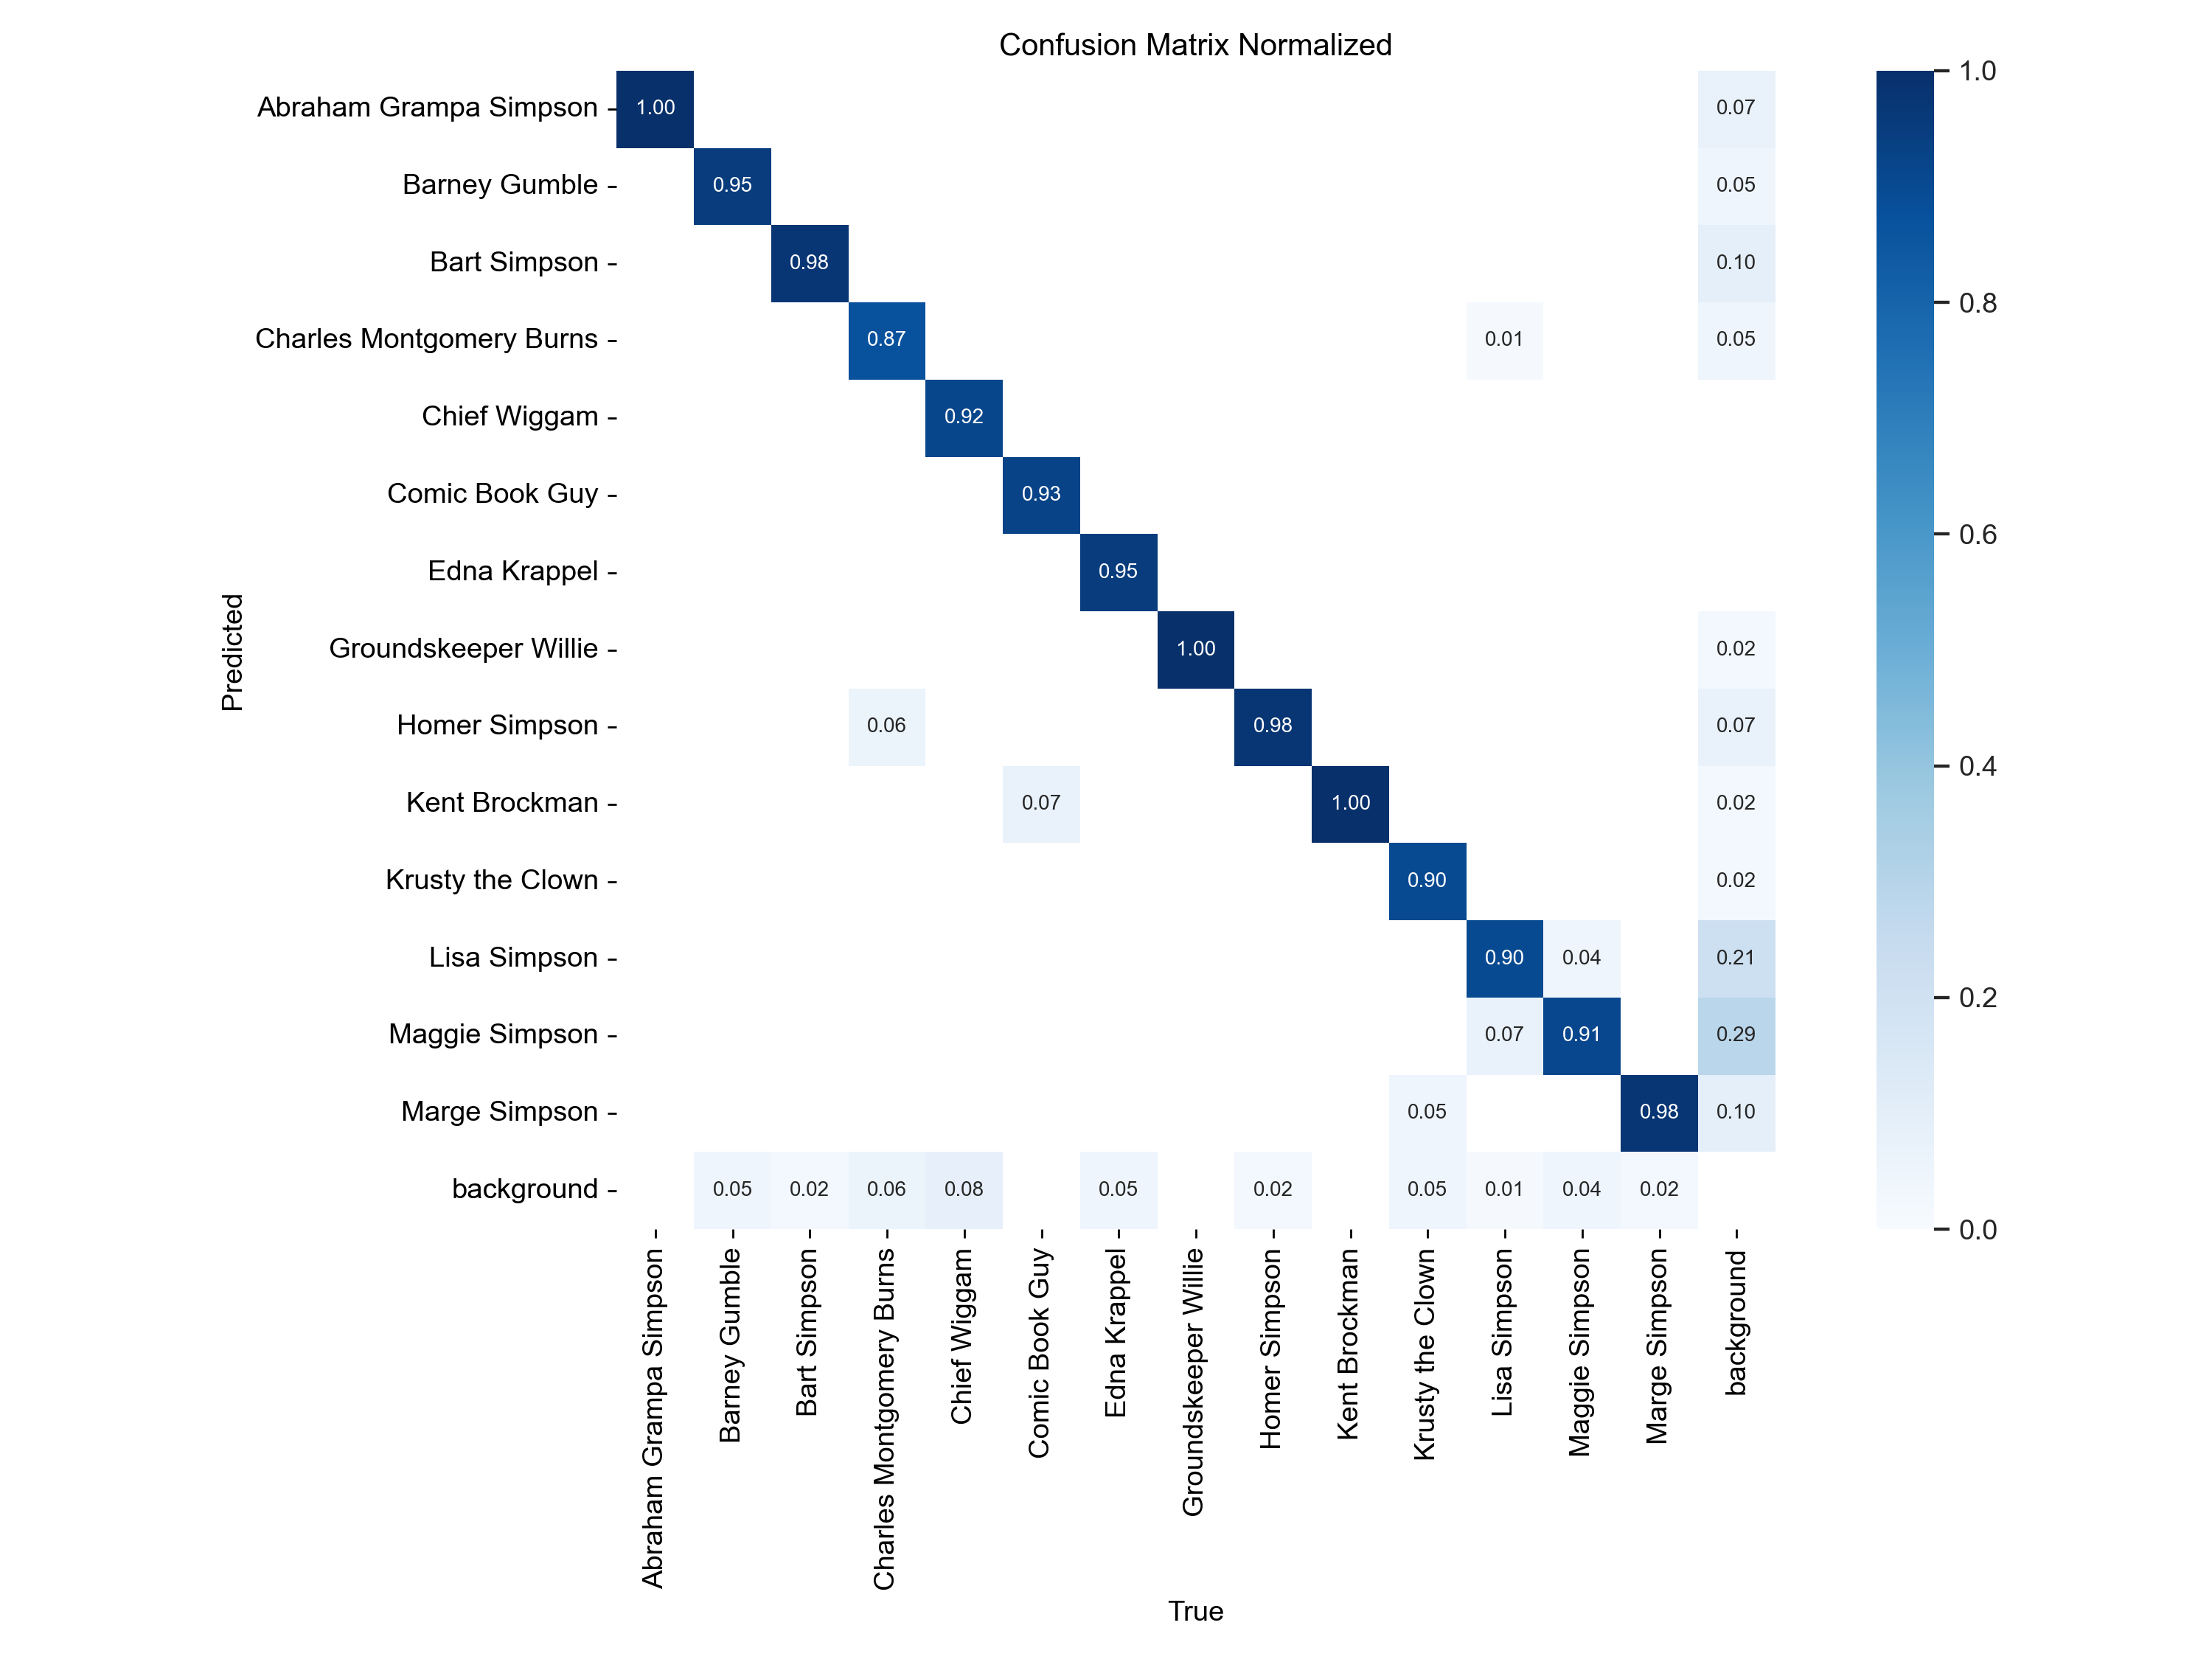 Confusion Matrix Normalized
Abraham Grampa Simpson 1.00 0.07 1.0
Barney Gumble 0.95 0.05
Bart Simpson 0.98 0.10
0.8
Charles Montgomery Burns 0.87 0.01 0.05
Chief Wiggam 0.92
Comic Book Guy 0.93
0.6
Edna Krappel 0.95
Predicted
Groundskeeper Willie 1.00 0.02
Homer Simpson 0.06 0.98 0.07
0.4
Kent Brockman 0.07 1.00 0.02
Krusty the Clown 0.90 0.02
Lisa Simpson 0.90 0.04 0.21
0.2
Maggie Simpson 0.07 0.91 0.29
Marge Simpson 0.05 0.98 0.10
background 0.05 0.02 0.06 0.08 0.05 0.02 0.05 0.01 0.04 0.02
0.0
Abraham Grampa Simpson
Barney Gumble
Bart Simpson
Charles Montgomery Burns
Chief Wiggam
Comic Book Guy
Edna Krappel
Groundskeeper Willie
Homer Simpson
Kent Brockman
Krusty the Clown
Lisa Simpson
Maggie Simpson
Marge Simpson
background
True